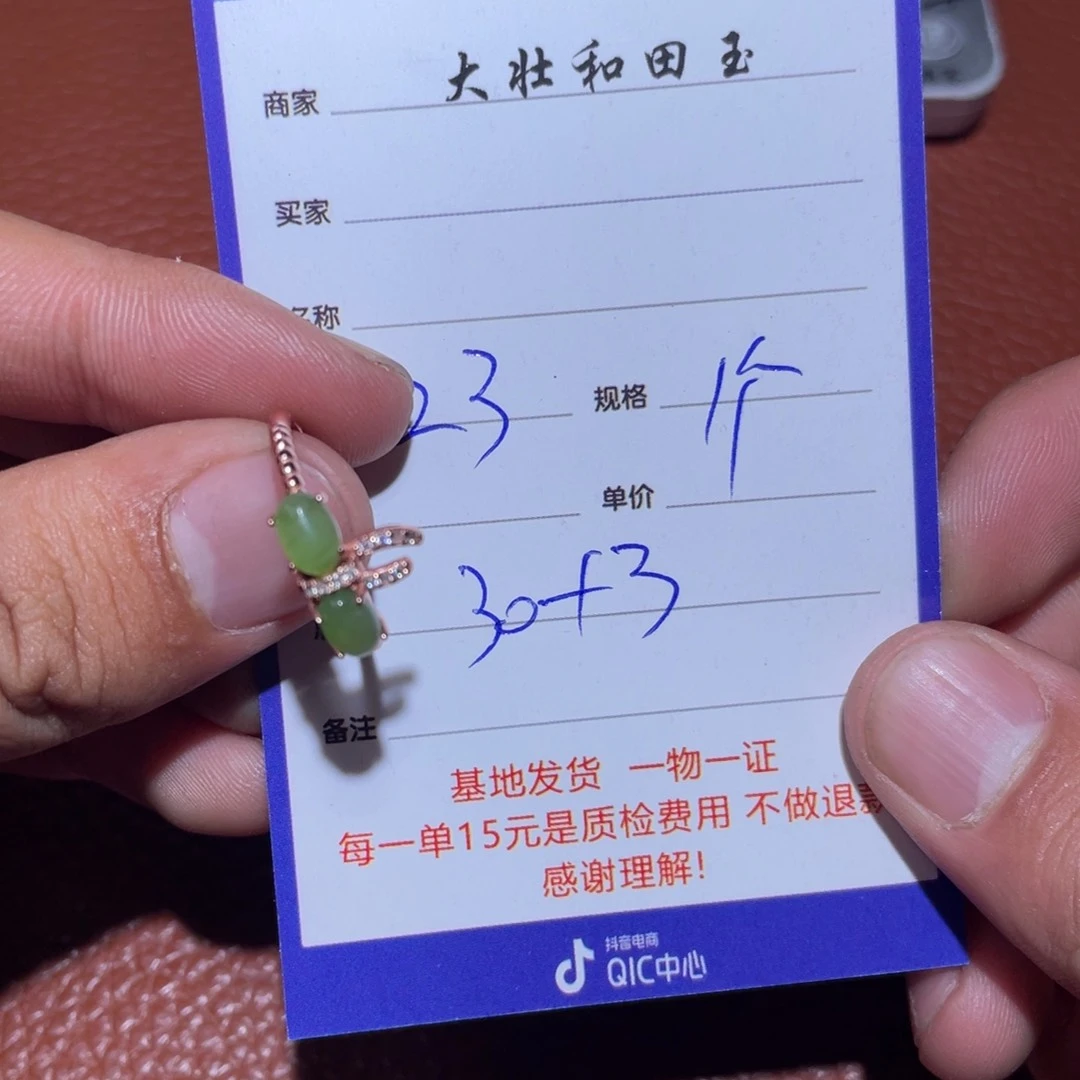 商家 大壮和田玉
买家
名称
23 规格 1个
单价
30+3
备注
基地发货 一物一证
每一单15元是质检费用 不做退款
感谢理解!
抖音电商
QIC中心